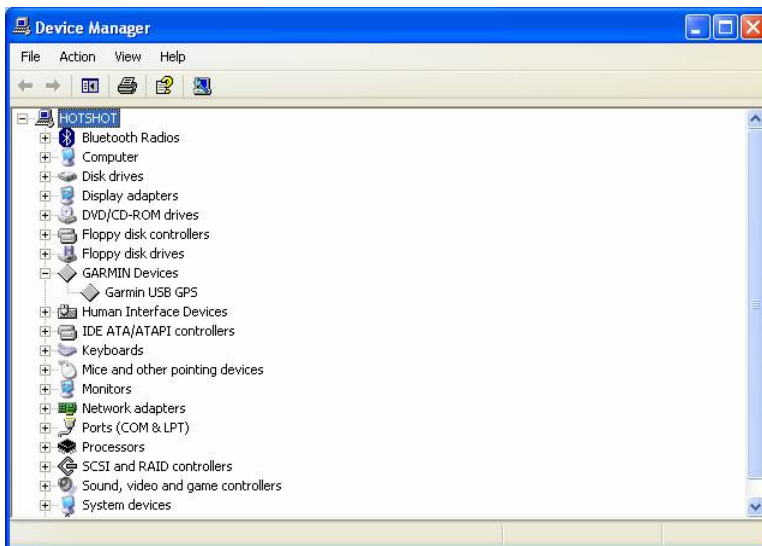 Device Manager
File Action View Help
HOTSHOT
Bluetooth Radios
Computer
Disk drives
Display adapters
DVD/CD-ROM drives
Floppy disk controllers
Floppy disk drives
GARMIN Devices
Garmin USB GPS
Human Interface Devices
IDE ATA/ATAPI controllers
Keyboards
Mice and other pointing devices
Monitors
Network adapters
Ports (COM & LPT)
Processors
SCSI and RAID controllers
Sound, video and game controllers
System devices